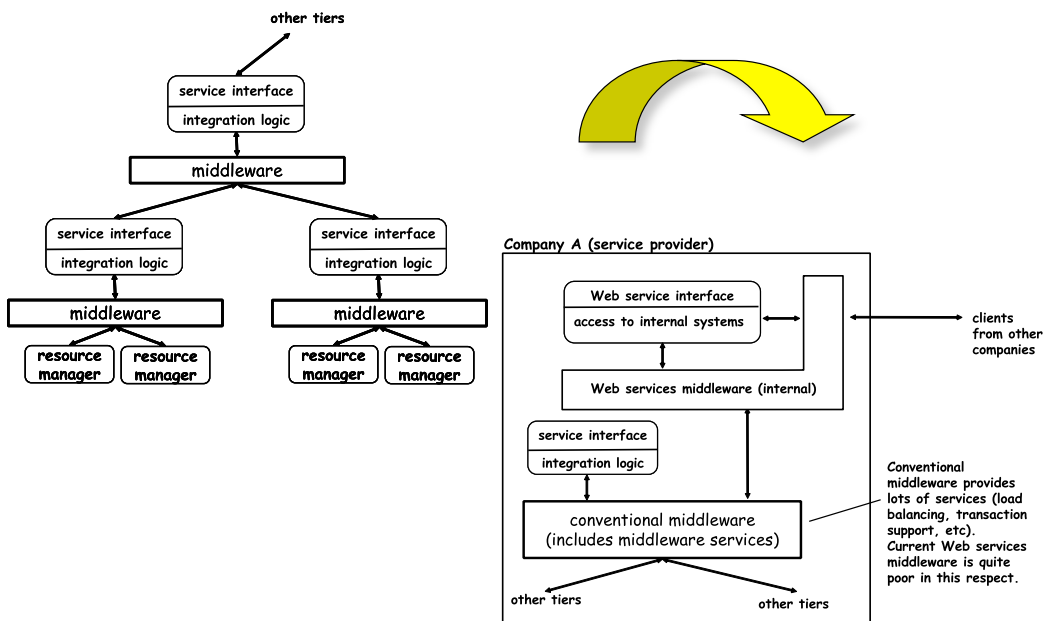 other tiers
service interface
integration logic
middleware
service interface
integration logic
service interface
integration logic
middleware
middleware
resource
manager
resource
manager
resource
manager
resource
manager
Company A (service provider)
Web service interface
access to internal systems
clients
from other
companies
Web services middleware (internal)
service interface
integration logic
conventional middleware
(includes middleware services)
other tiers
other tiers
Conventional
middleware provides
lots of services (load
balancing, transaction
support, etc).
Current Web services
middleware is quite
poor in this respect.